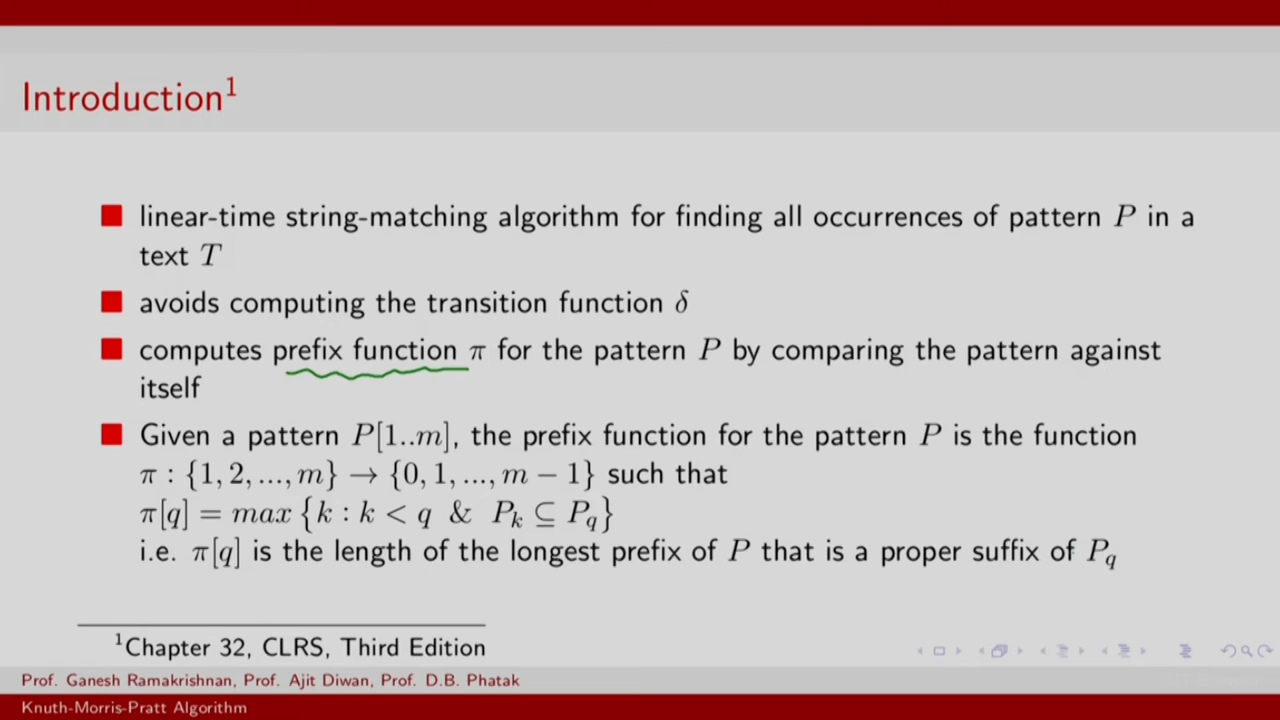 Introduction¹
linear-time string-matching algorithm for finding all occurrences of pattern P in a
text T
avoids computing the transition function δ
computes prefix function π for the pattern P by comparing the pattern against
itself
Given a pattern P[1..m], the prefix function for the pattern P is the function
π : {1, 2, ..., m} → {0, 1, ..., m − 1} such that
π[q] = max {k : k < q & P_k ⊆ P_q}
i.e. π[q] is the length of the longest prefix of P that is a proper suffix of P_q
¹Chapter 32, CLRS, Third Edition
Prof. Ganesh Ramakrishnan, Prof. Ajit Diwan, Prof. D.B. Phatak
Knuth-Morris-Pratt Algorithm